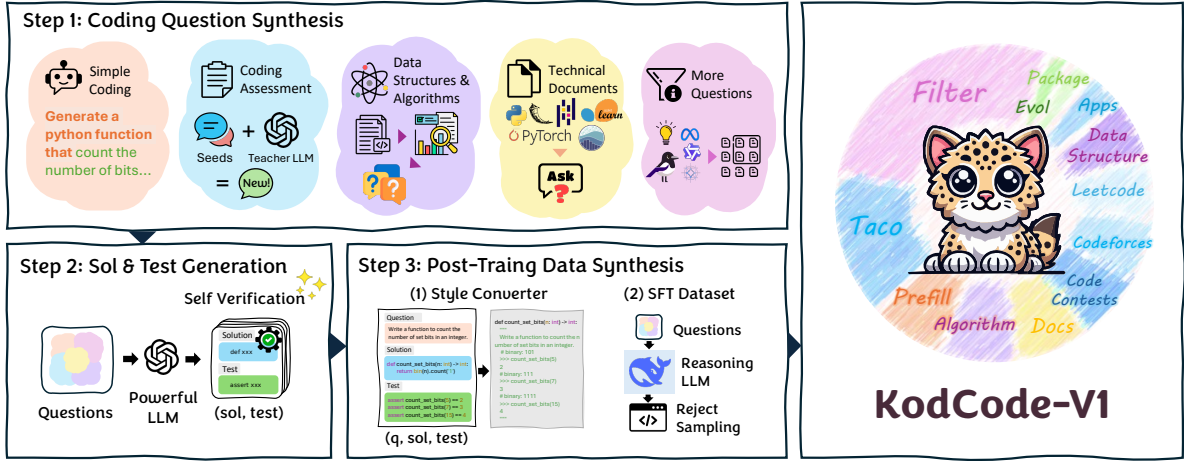 Step 1: Coding Question Synthesis
Simple
Coding
Generate a
python function
that count the
number of bits...
Coding
Assessment
Seeds
+
Teacher LLM
=
New!
Data
Structures &
Algorithms
Technical
Documents
learn
PyTorch
Ask
?
More
Questions
Step 2: Sol & Test Generation
Self Verification
Questions
Powerful
LLM
Solution
def xxx
Test
assert xxx
(sol, test)
Step 3: Post-Traing Data Synthesis
(1) Style Converter
Question
Write a function to count the
number of set bits in an integer.
Solution
def count_set_bits(n: int) -> int:
return bin(n).count('1')
Test
assert count_set_bits(5) == 2
assert count_set_bits(7) == 3
assert count_set_bits(15) == 4
(q, sol, test)
def count_set_bits(n: int) -> int:
"""
Write a function to count the n
umber of set bits in an integer.
# binary: 101
>>> count_set_bits(5)
2
# binary: 111
>>> count_set_bits(7)
3
# binary: 1111
>>> count_set_bits(15)
4
"""
(2) SFT Dataset
Questions
Reasoning
LLM
Reject
Sampling
Filter
Package
Evol
Apps
Data
Structure
Leetcode
Taco
Codeforces
Code
Contests
Prefill
Algorithm
Docs
KodCode-V1